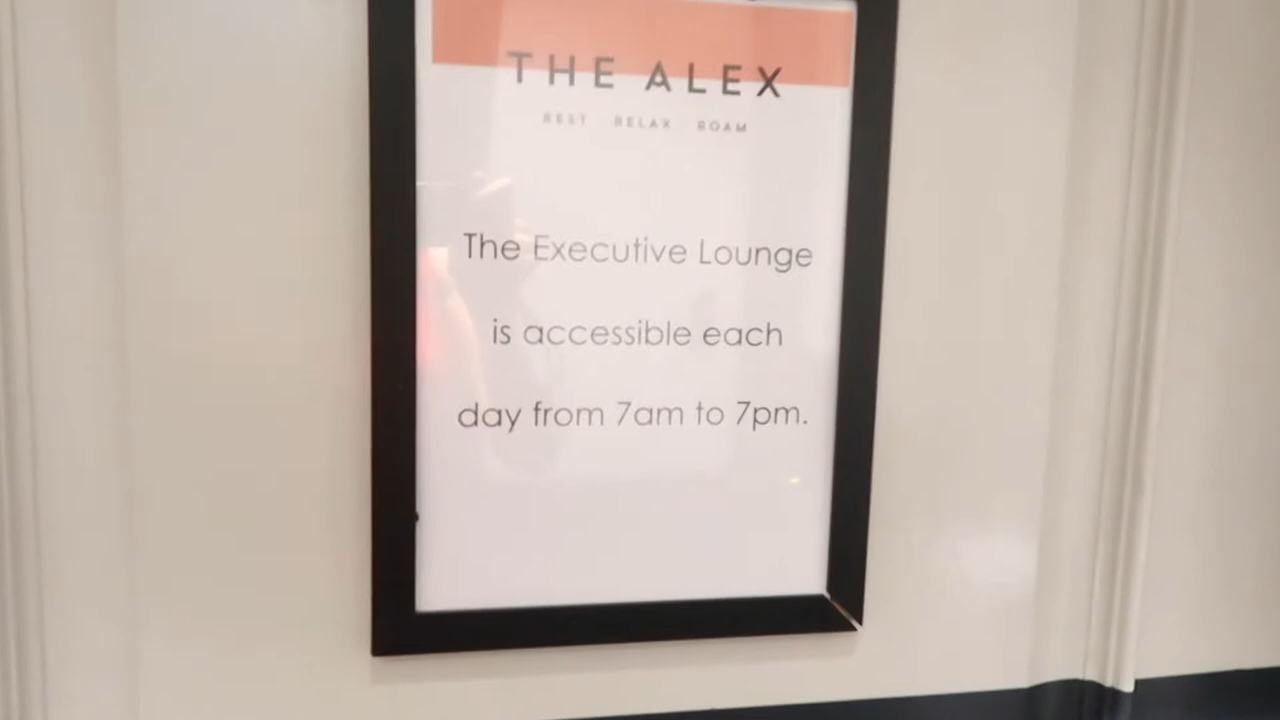 THE ALEX
REST RELAX ROAM
The Executive Lounge
is accessible each
day from 7am to 7pm.